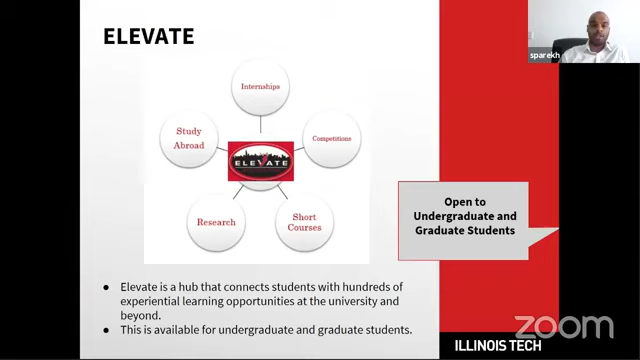 ELEVATE
sparekh
Internships
Study
Abroad
Competitions
ELEVATE
Research
Short
Courses
Open to
Undergraduate and
Graduate Students
● Elevate is a hub that connects students with hundreds of
experiential learning opportunities at the university and
beyond.
● This is available for undergraduate and graduate students.
zoom
ILLINOIS TECH